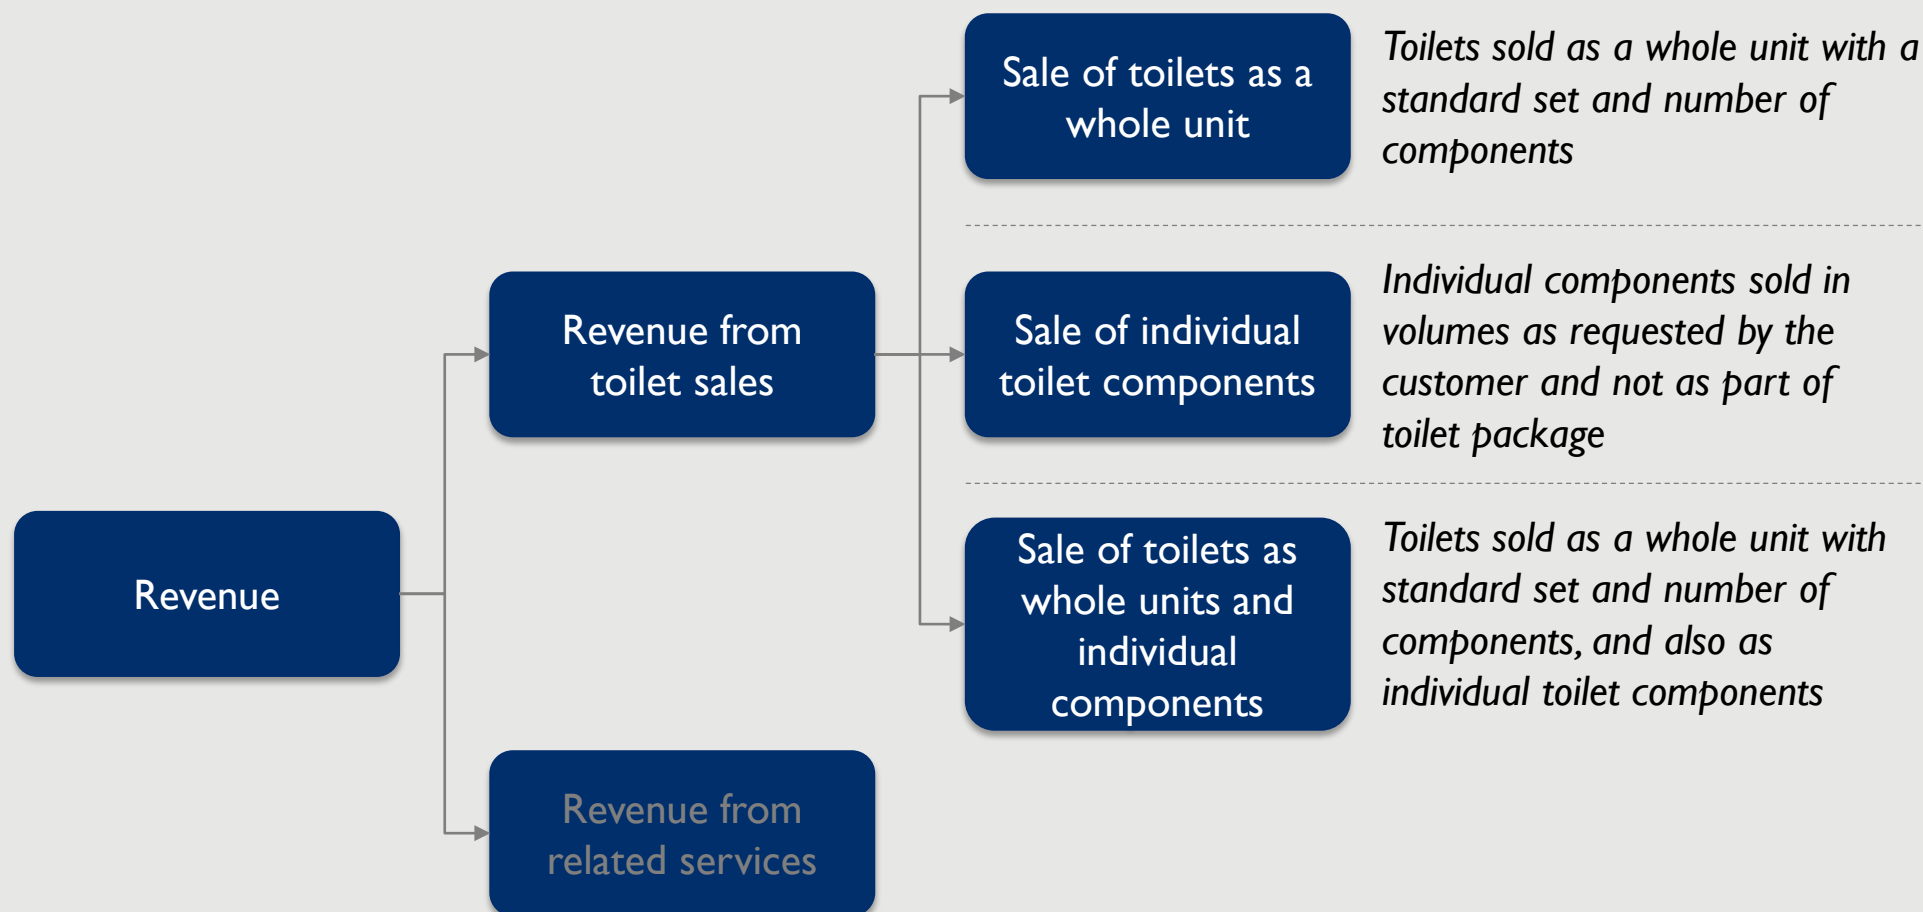 Sale of toilets as a
whole unit
Toilets sold as a whole unit with a
standard set and number of
components
Revenue from
toilet sales
Sale of individual
toilet components
Individual components sold in
volumes as requested by the
customer and not as part of
toilet package
Revenue
Sale of toilets as
whole units and
individual
components
Toilets sold as a whole unit with
standard set and number of
components, and also as
individual toilet components
Revenue from
related services